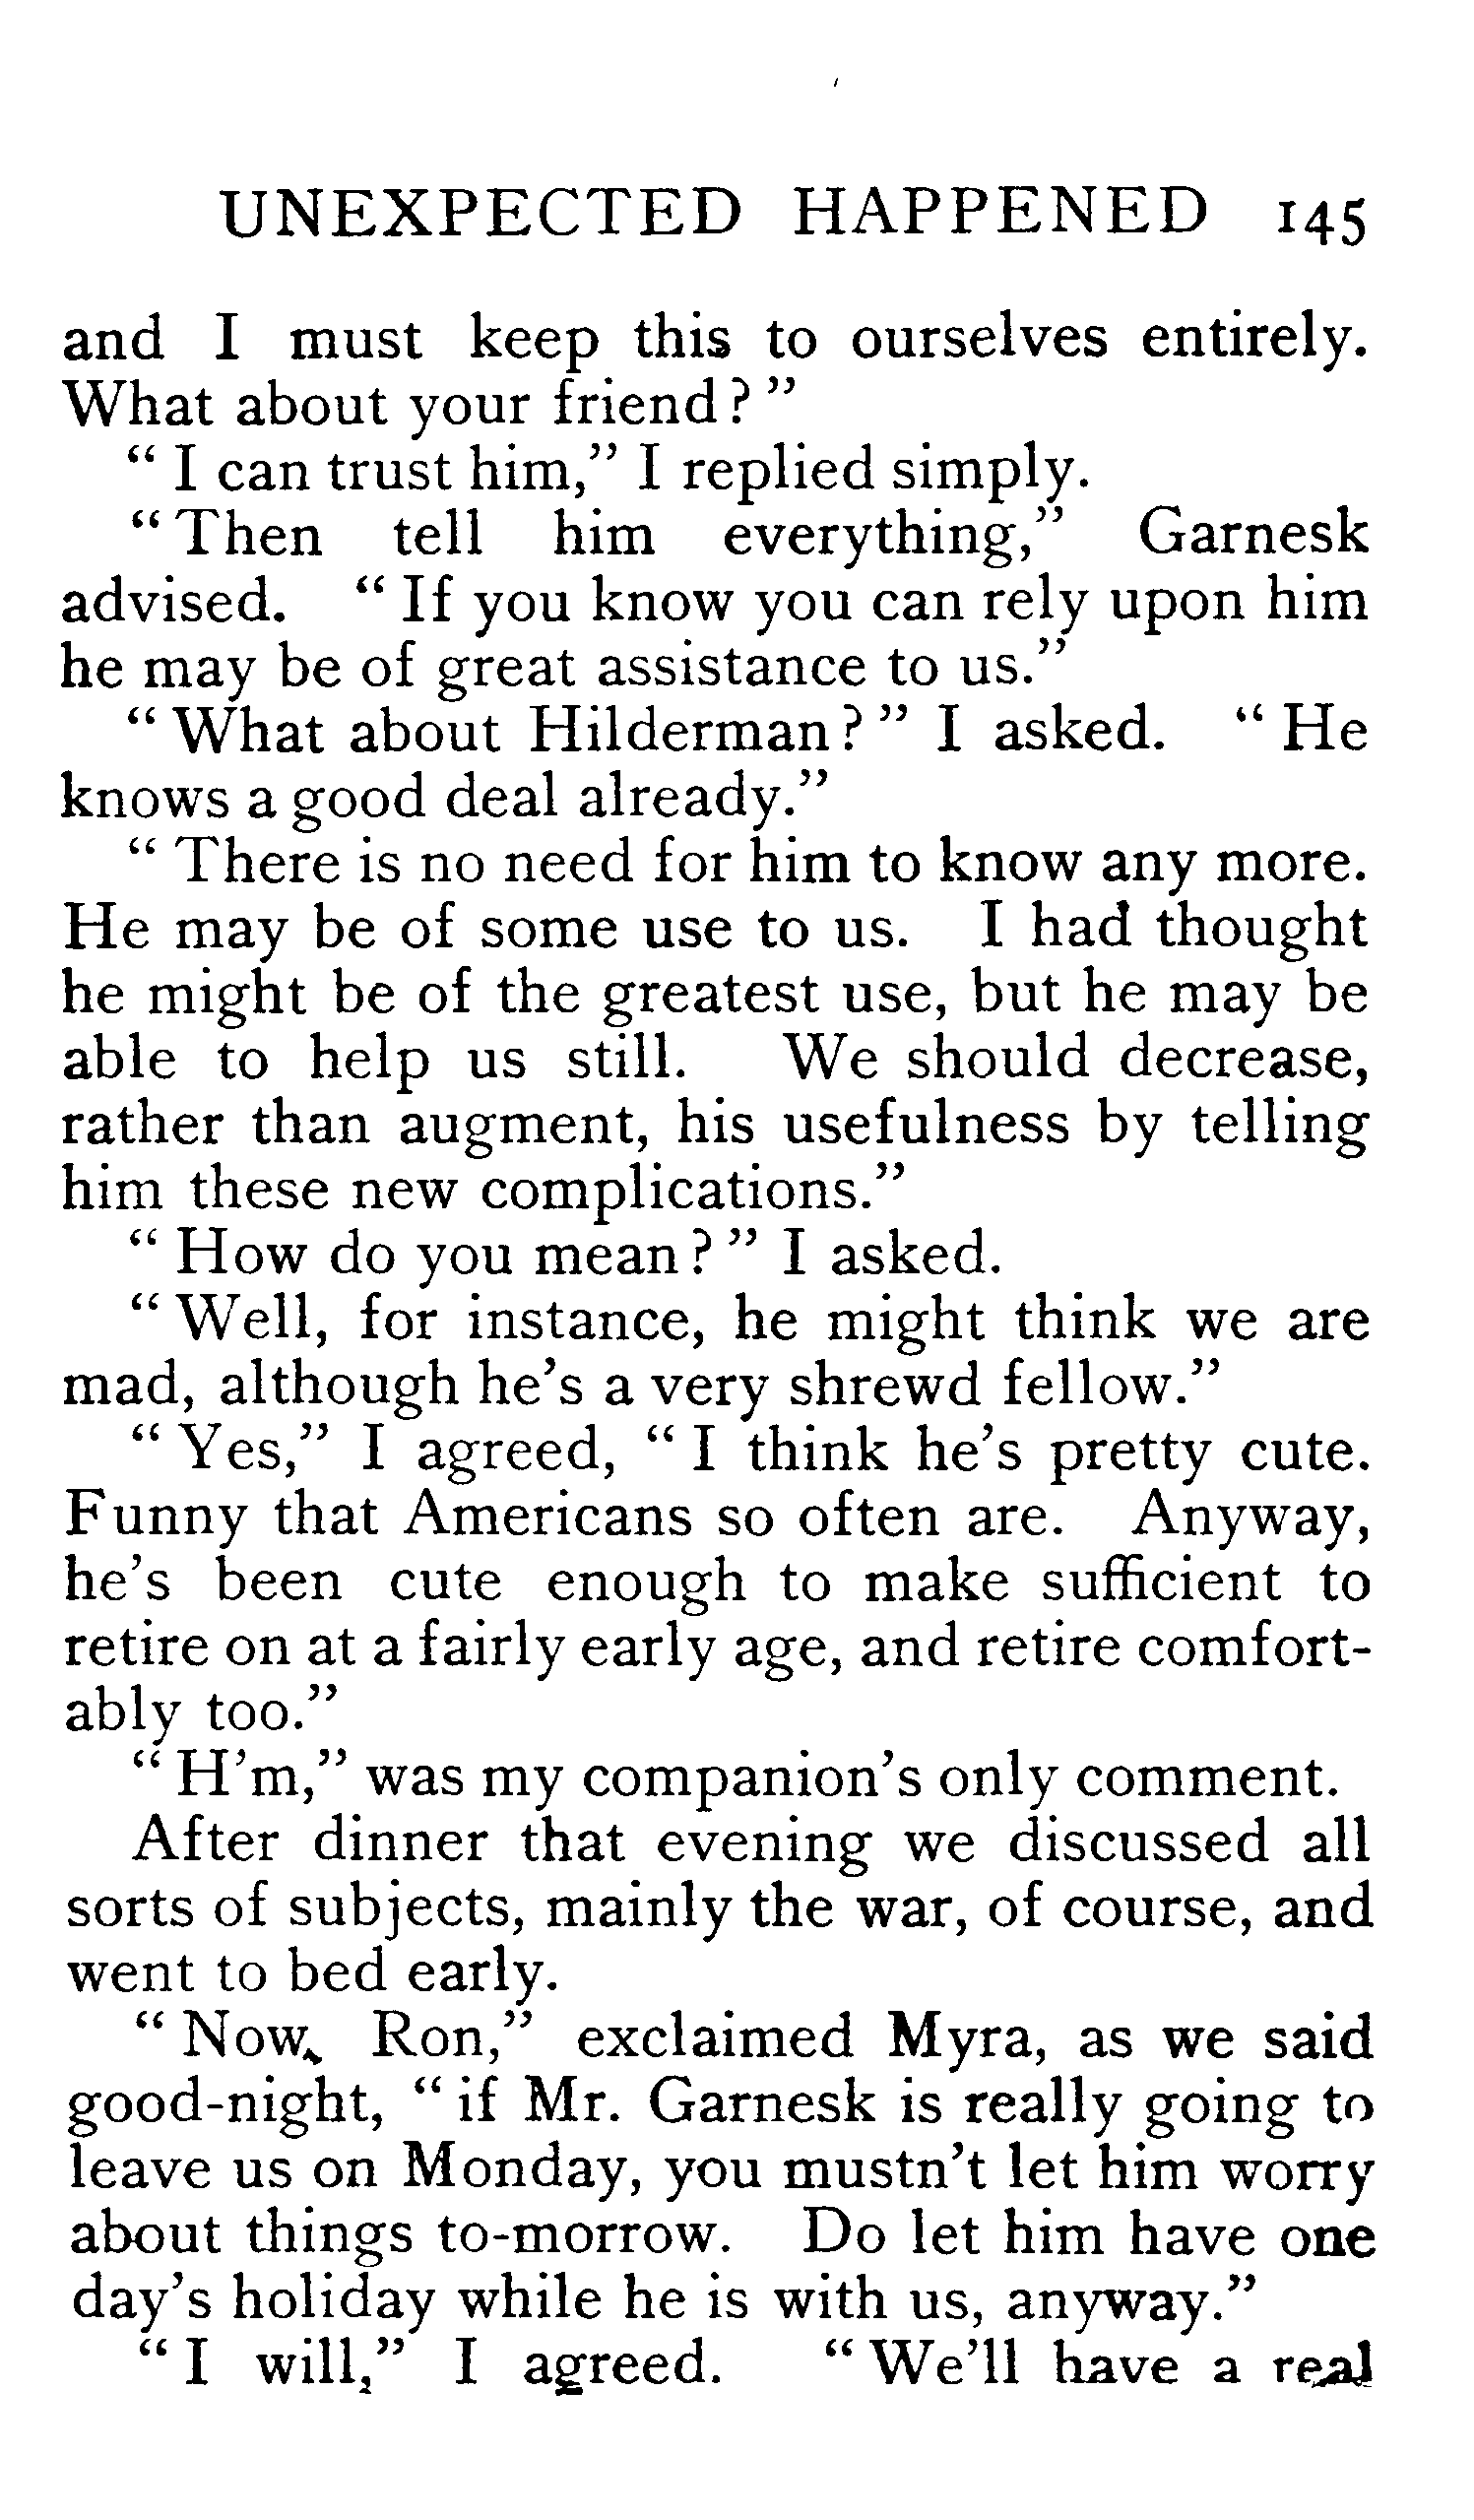 UNEXPECTED HAPPENED 145
and I must keep this to ourselves entirely.
What about your friend?”
“I can trust him,” I replied simply.
“Then tell him everything,” Garnesk
advised. “If you know you can rely upon him
he may be of great assistance to us.”
“What about Hilderman?” I asked. “He
knows a good deal already.”
“There is no need for him to know any more.
He may be of some use to us. I had thought
he might be of the greatest use, but he may be
able to help us still. We should decrease,
rather than augment, his usefulness by telling
him these new complications.”
“How do you mean?” I asked.
“Well, for instance, he might think we are
mad, although he’s a very shrewd fellow.”
“Yes,” I agreed, “I think he’s pretty cute.
Funny that Americans so often are. Anyway,
he’s been cute enough to make sufficient to
retire on at a fairly early age, and retire comfort-
ably too.”
“H’m,” was my companion’s only comment.
After dinner that evening we discussed all
sorts of subjects, mainly the war, of course, and
went to bed early.
“Now, Ron,” exclaimed Myra, as we said
good-night, “if Mr. Garnesk is really going to
leave us on Monday, you mustn’t let him worry
about things to-morrow. Do let him have one
day’s holiday while he is with us, anyway.”
“I will,” I agreed. “We’ll have a real